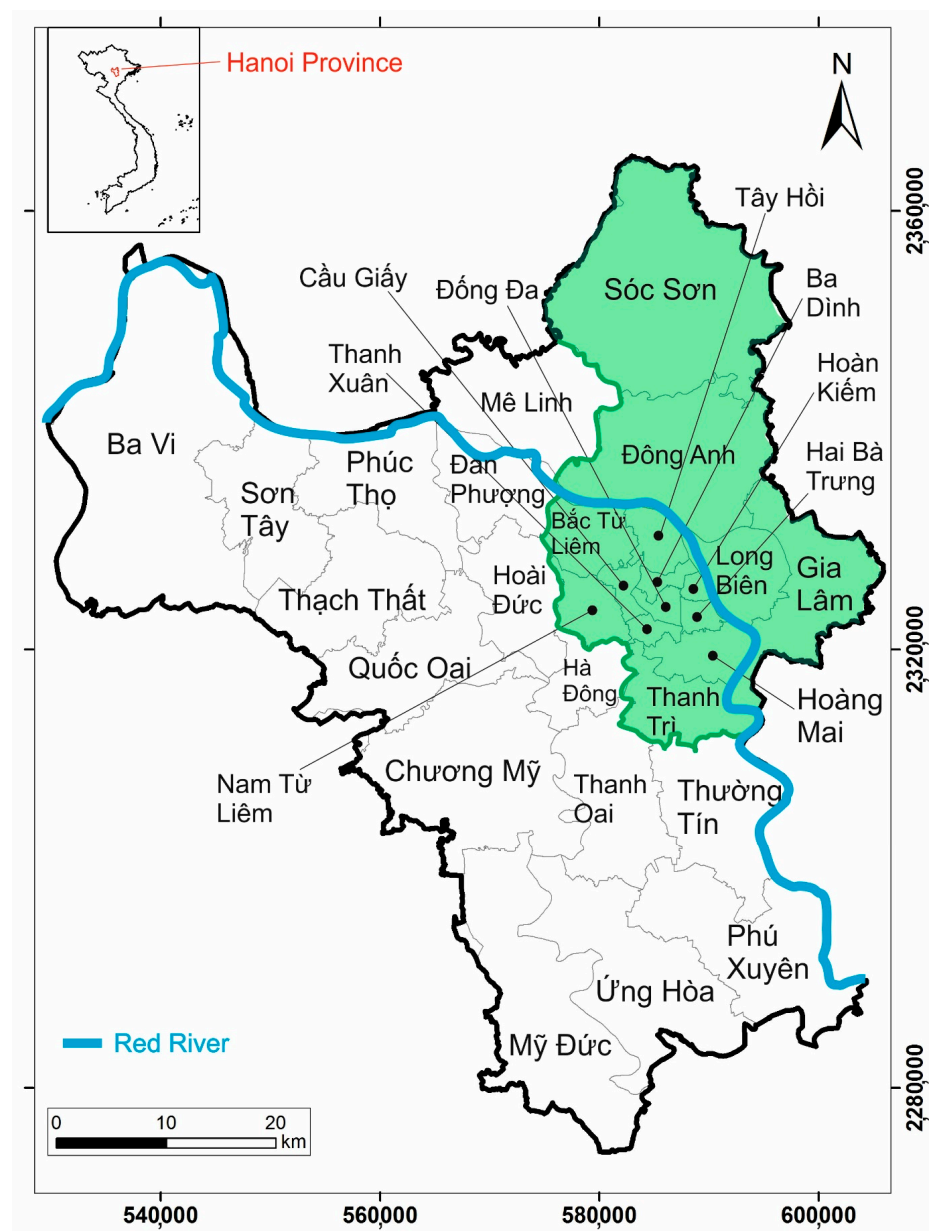 Hanoi Province
N
Tây Hồi
Cầu Giấy
Đống Đa
Sóc Sơn
Ba
Dình
Thanh
Xuân
Mê Linh
Hoàn
Kiếm
Ba Vi
Phúc
Thọ
Đan
Phượng
Đông Anh
Hai Bà
Trưng
Sơn
Tây
Bắc Từ
Liêm
Long
Biên
Gia
Lâm
Hoài
Đức
Thạch Thất
Quốc Oai
Hà
Đông
Thanh
Trì
Hoàng
Mai
Nam Từ
Liêm
Chương Mỹ
Thanh
Oai
Thường
Tín
Phú
Xuyên
Ứng Hòa
Mỹ Đức
Red River
0 10 20
km
2360000
2320000
2280000
540000 560000 580000 600000